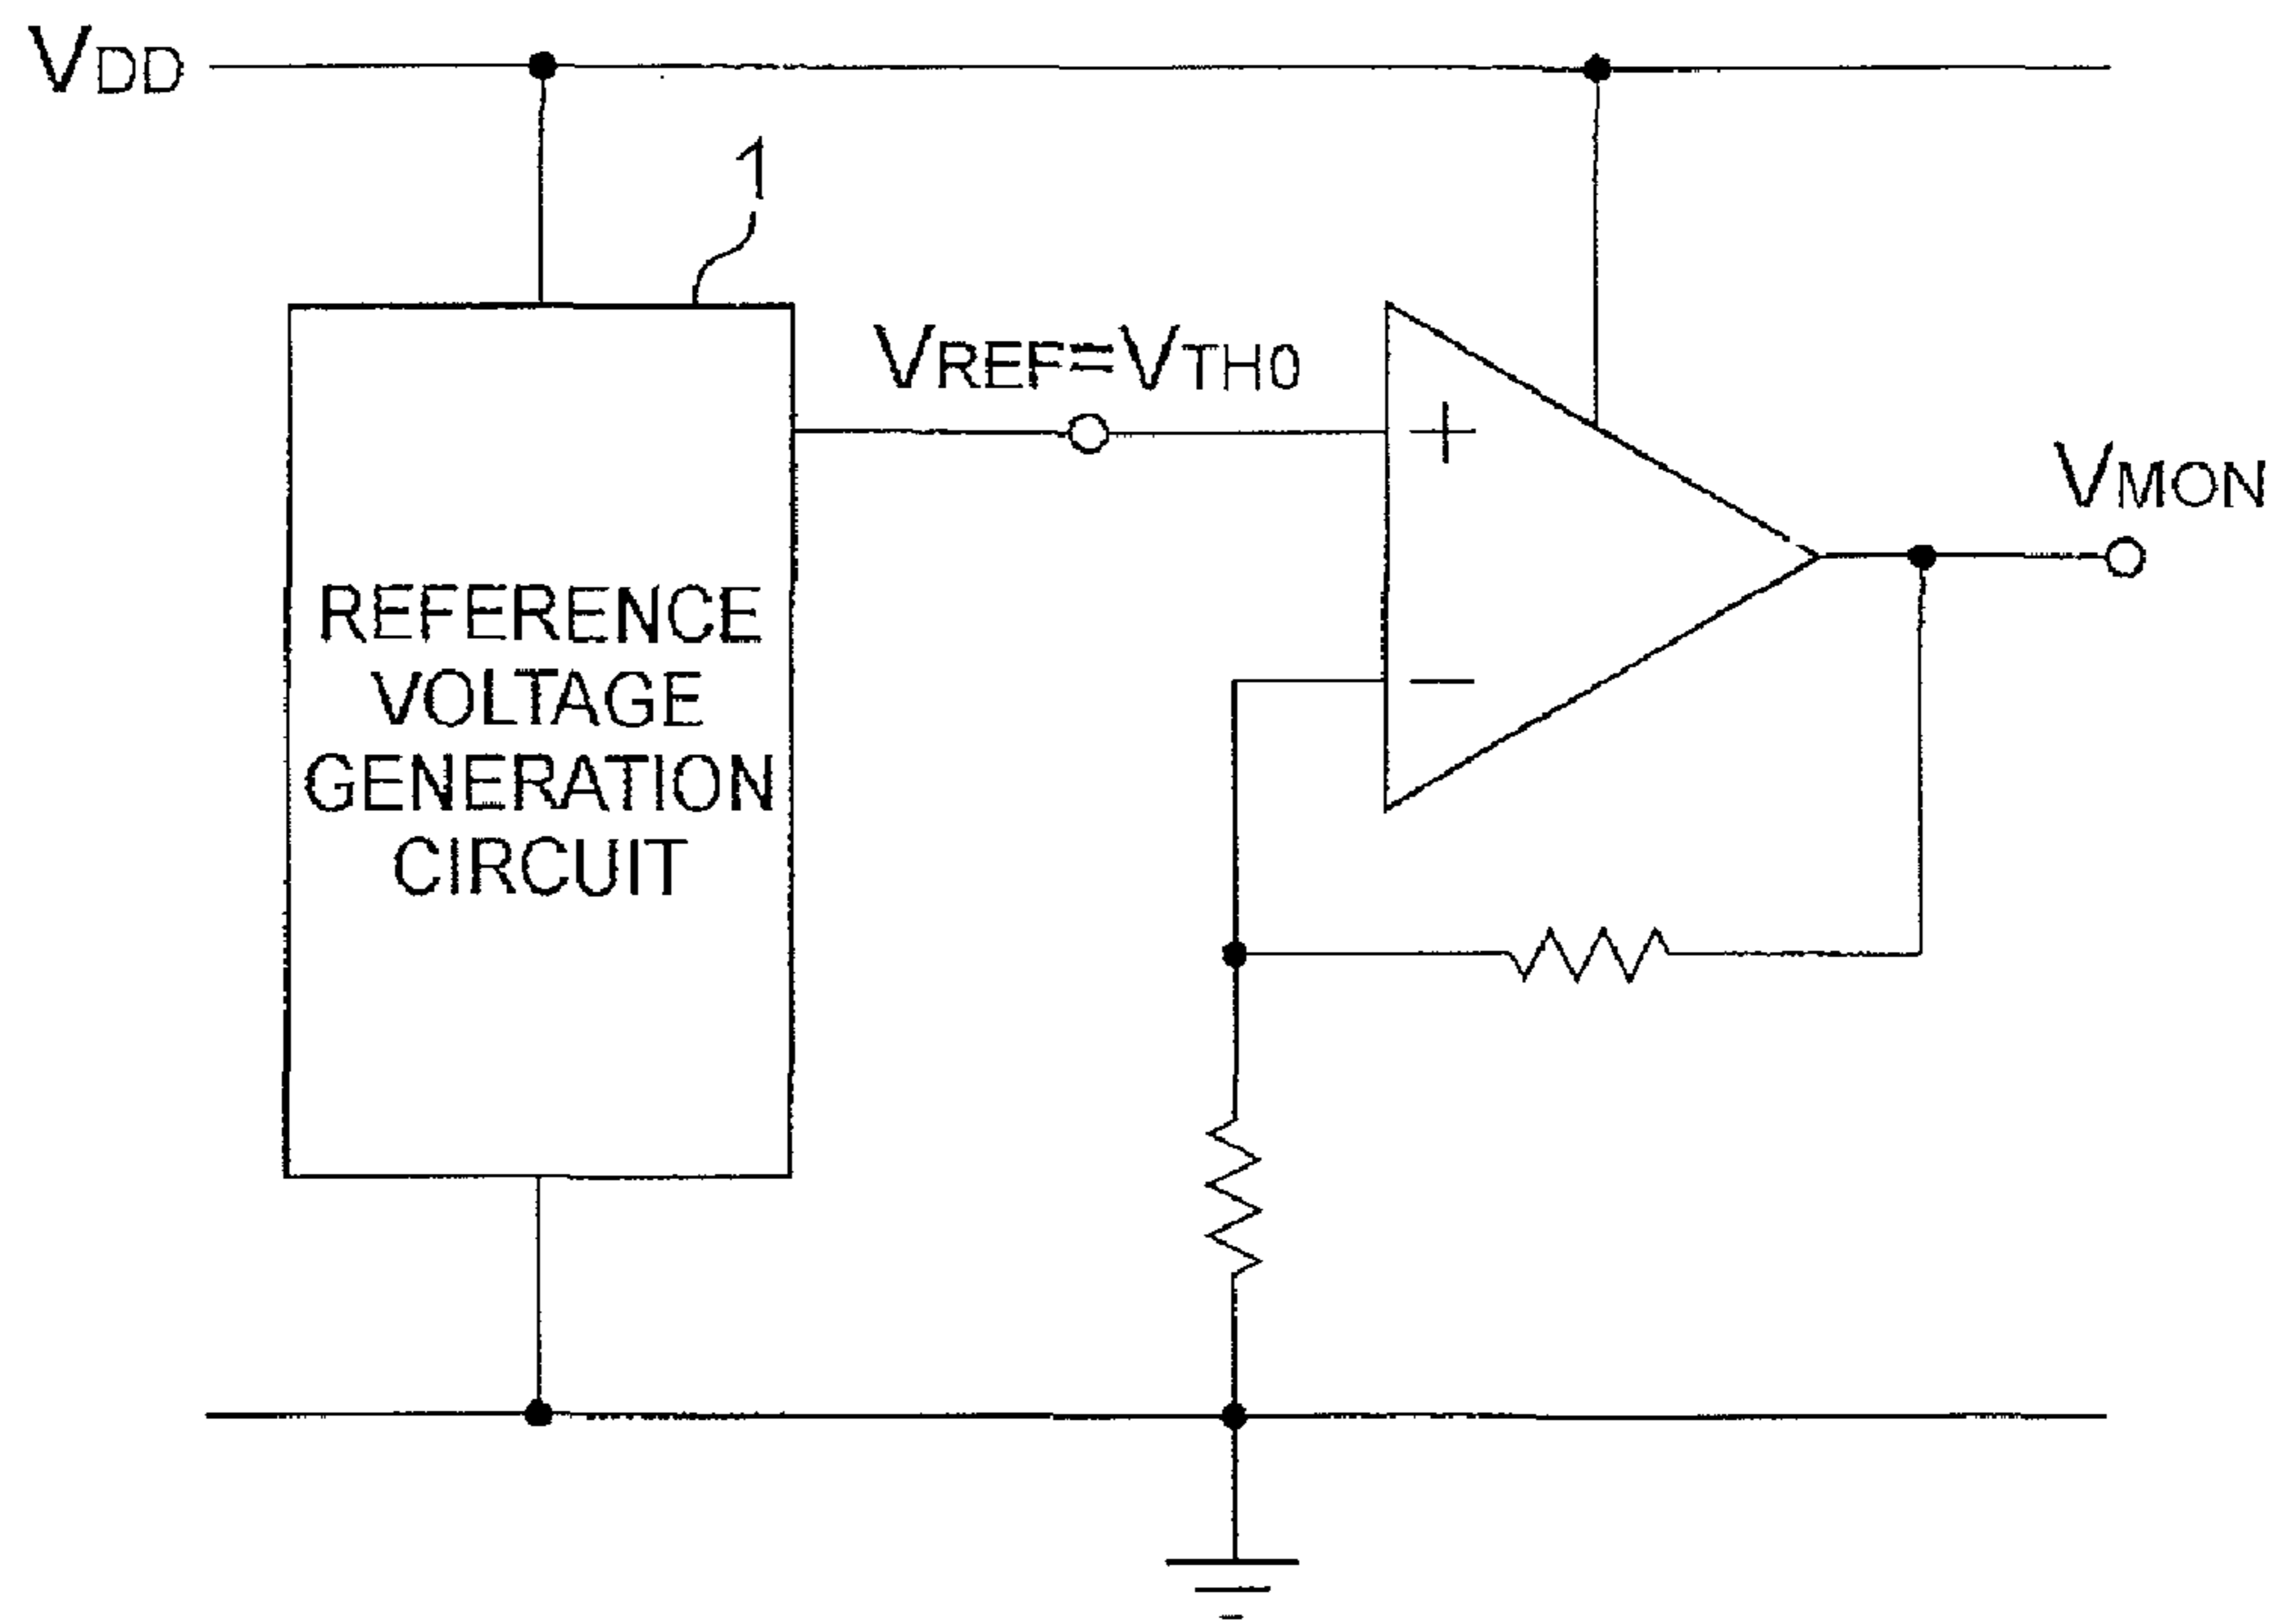 VDD
1
VREF=VTH0
+
VMON
−
REFERENCE
VOLTAGE
GENERATION
CIRCUIT